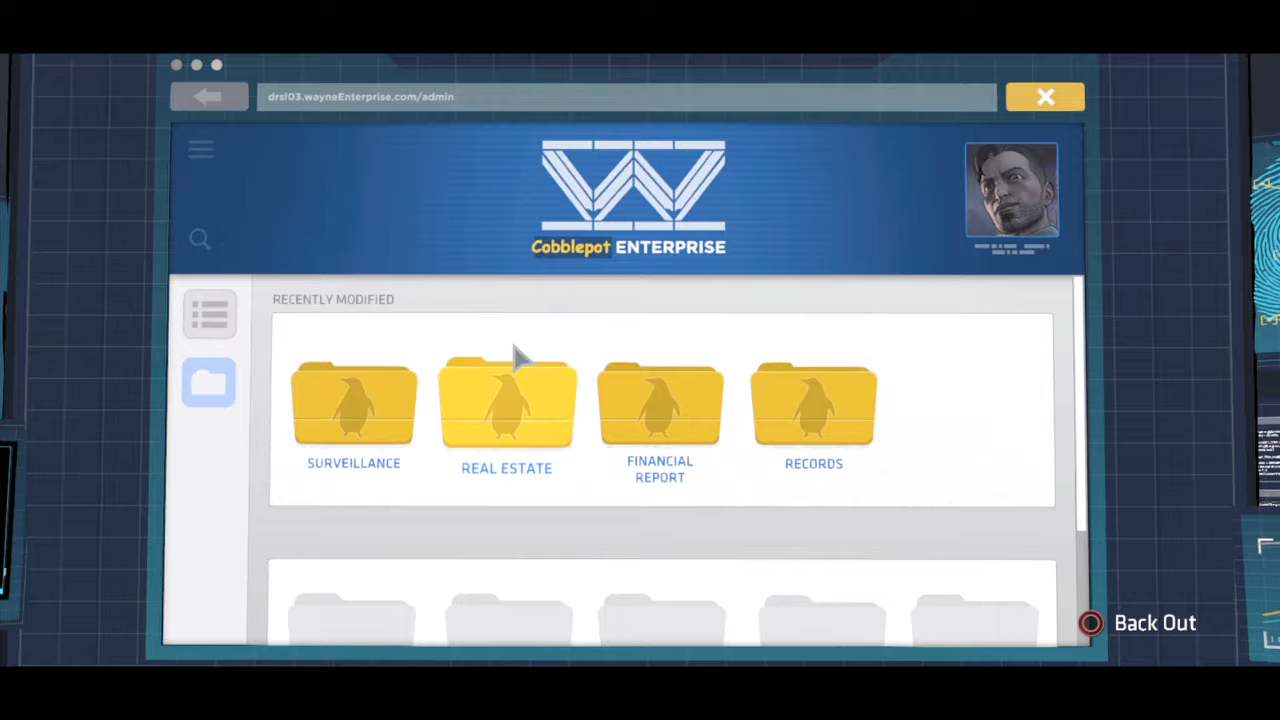 drsl03.wayneEnterprise.com/admin
Cobblepot ENTERPRISE
RECENTLY MODIFIED
SURVEILLANCE
REAL ESTATE
FINANCIAL
REPORT
RECORDS
Back Out